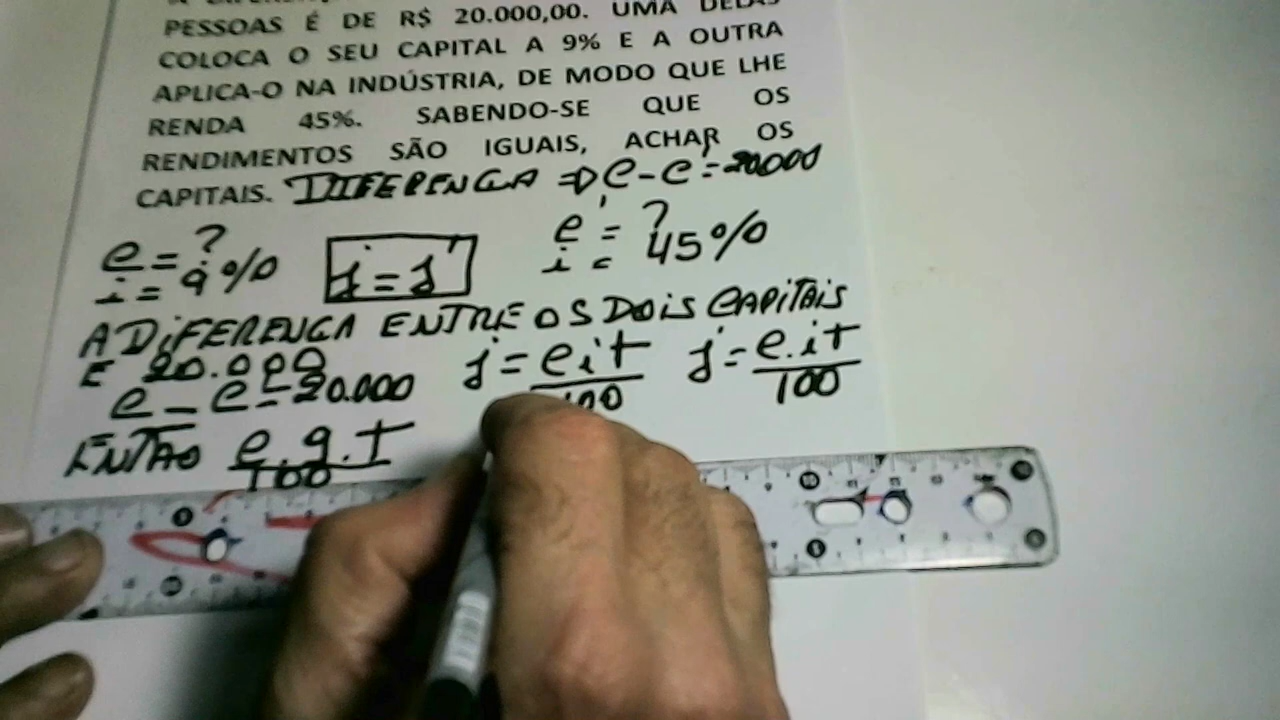 PESSOAS É DE R$ 20.000,00. UMA DELAS
COLOCA O SEU CAPITAL A 9% E A OUTRA
APLICA-O NA INDÚSTRIA, DE MODO QUE LHE
RENDA 45%. SABENDO-SE QUE OS
RENDIMENTOS SÃO IGUAIS, ACHAR OS
CAPITAIS. DIFERENÇA => C - C' = 20000
C = ? j = j' C' = ?
i = 9% i = 45%
A DIFERENÇA ENTRE OS DOIS CAPITAIS
E 20.000 j = C i t / 100 j = C.i t / 100
C - C = 20.000
ENTÃO C.9.T / 100